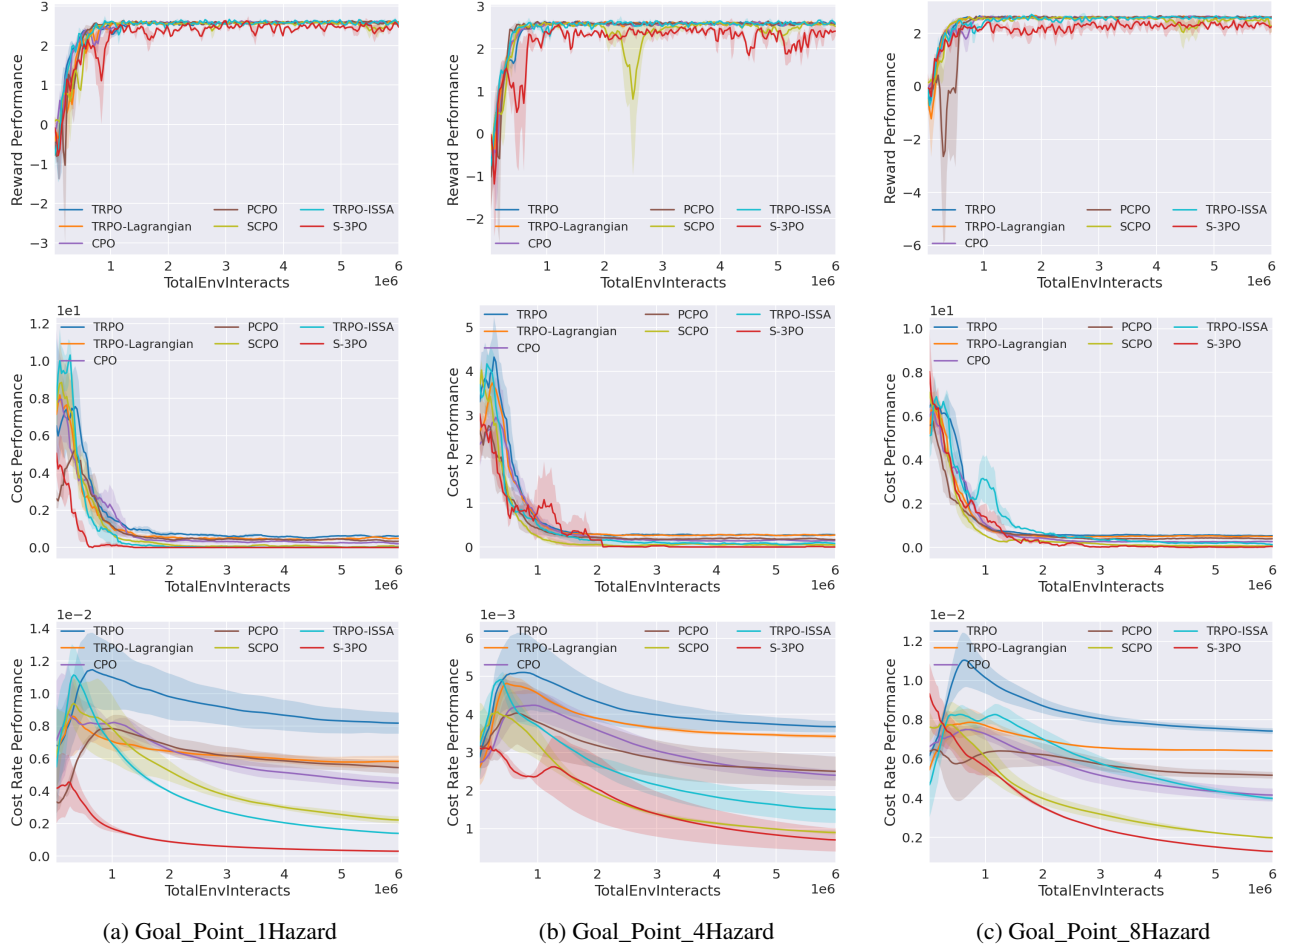 Reward Performance
3
2
1
0
−1
−2
−3
TRPO
TRPO-Lagrangian
CPO
PCPO
SCPO
TRPO-ISSA
S-3PO
1 2 3 4 5 6
1e6
TotalEnvInteracts
Reward Performance
3
2
1
0
−1
−2
TRPO
TRPO-Lagrangian
CPO
PCPO
SCPO
TRPO-ISSA
S-3PO
1 2 3 4 5 6
1e6
TotalEnvInteracts
Reward Performance
2
0
−2
−4
−6
TRPO
TRPO-Lagrangian
CPO
PCPO
SCPO
TRPO-ISSA
S-3PO
1 2 3 4 5 6
1e6
TotalEnvInteracts
1e1
Cost Performance
1.2
1.0
0.8
0.6
0.4
0.2
0.0
TRPO
TRPO-Lagrangian
CPO
PCPO
SCPO
TRPO-ISSA
S-3PO
1 2 3 4 5 6
1e6
TotalEnvInteracts
Cost Performance
5
4
3
2
1
0
TRPO
TRPO-Lagrangian
CPO
PCPO
SCPO
TRPO-ISSA
S-3PO
1 2 3 4 5 6
1e6
TotalEnvInteracts
1e1
Cost Performance
1.0
0.8
0.6
0.4
0.2
0.0
TRPO
TRPO-Lagrangian
CPO
PCPO
SCPO
TRPO-ISSA
S-3PO
1 2 3 4 5 6
1e6
TotalEnvInteracts
1e−2
Cost Rate Performance
1.4
1.2
1.0
0.8
0.6
0.4
0.2
0.0
TRPO
TRPO-Lagrangian
CPO
PCPO
SCPO
TRPO-ISSA
S-3PO
1 2 3 4 5 6
1e6
TotalEnvInteracts
1e−3
Cost Rate Performance
6
5
4
3
2
1
TRPO
TRPO-Lagrangian
CPO
PCPO
SCPO
TRPO-ISSA
S-3PO
0 1 2 3 4 5 6
1e6
TotalEnvInteracts
1e−2
Cost Rate Performance
1.2
1.0
0.8
0.6
0.4
0.2
TRPO
TRPO-Lagrangian
CPO
PCPO
SCPO
TRPO-ISSA
S-3PO
1 2 3 4 5 6
1e6
TotalEnvInteracts
(a) Goal_Point_1Hazard
(b) Goal_Point_4Hazard
(c) Goal_Point_8Hazard